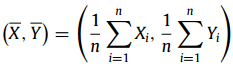 (X̅, Y̅) = (1/n ∑_{i=1}^{n} X_i, 1/n ∑_{i=1}^{n} Y_i)